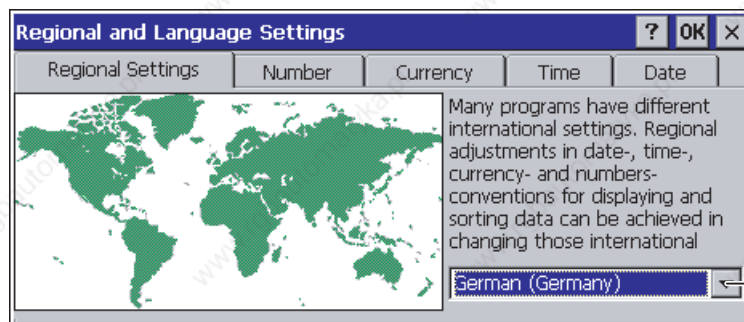 Regional and Language Settings ? OK ×
Regional Settings Number Currency Time Date
Many programs have different
international settings. Regional
adjustments in date-, time-,
currency- and numbers-
conventions for displaying and
sorting data can be achieved in
changing those international
German (Germany)